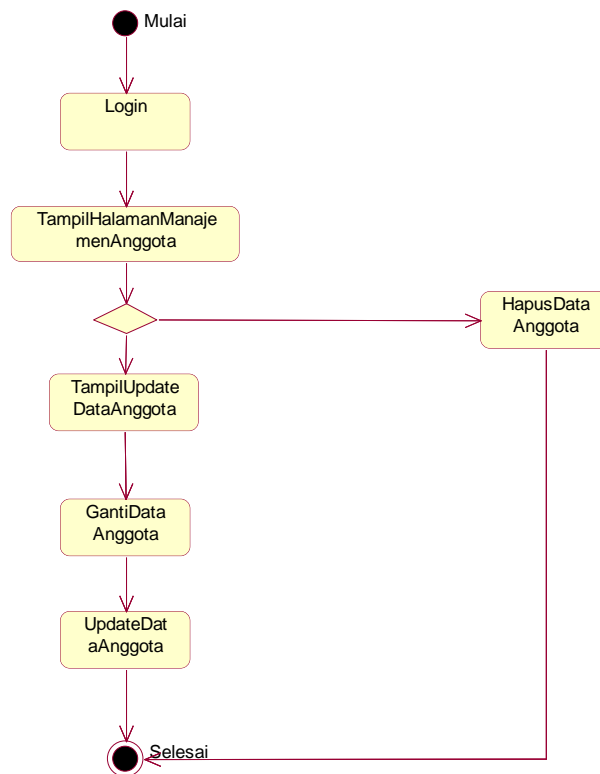 Mulai
Login
TampilHalamanManaje
menAnggota
HapusData
Anggota
TampilUpdate
DataAnggota
GantiData
Anggota
UpdateDat
aAnggota
Selesai